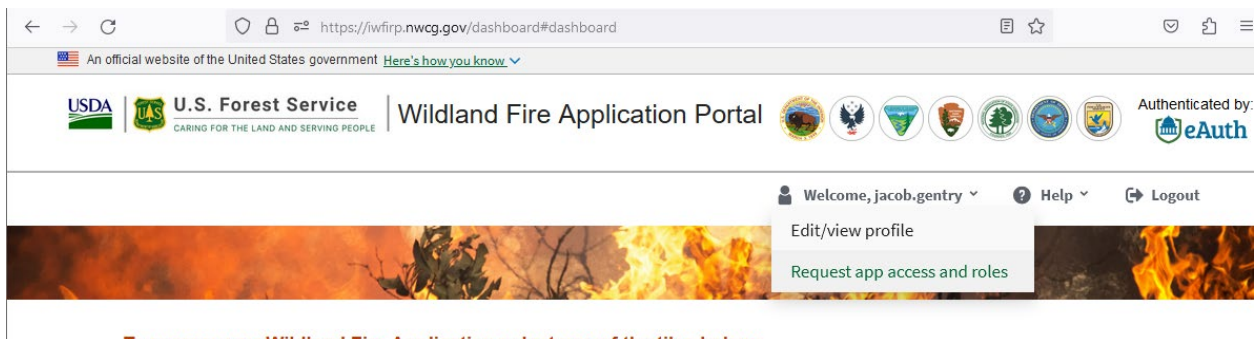 https://iwfirp.nwcg.gov/dashboard#dashboard
An official website of the United States government Here's how you know
USDA U.S. Forest Service Wildland Fire Application Portal Authenticated by:
CARING FOR THE LAND AND SERVING PEOPLE eAuth
Welcome, jacob.gentry Help Logout
Edit/view profile
Request app access and roles